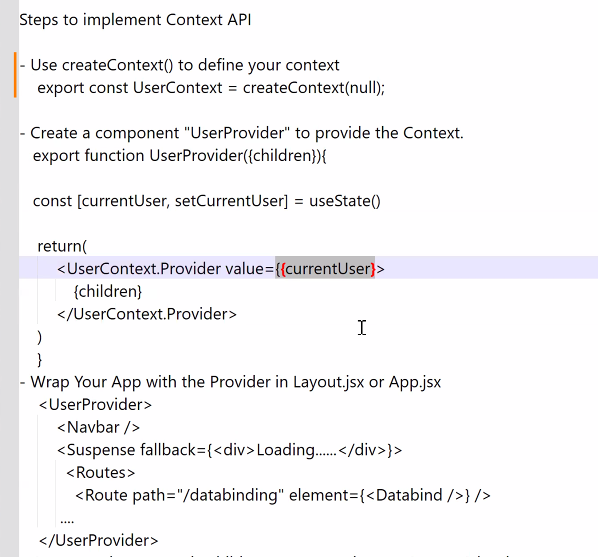 Steps to implement Context API
- Use createContext() to define your context
export const UserContext = createContext(null);
- Create a component "UserProvider" to provide the Context.
export function UserProvider({children}){
const [currentUser, setCurrentUser] = useState()
return(
<UserContext.Provider value={{currentUser}>
{children}
</UserContext.Provider>
)
}
- Wrap Your App with the Provider in Layout.jsx or App.jsx
<UserProvider>
<Navbar />
<Suspense fallback={<div>Loading......</div>}>
<Routes>
<Route path="/databinding" element={<Databind />} />
....
</UserProvider>